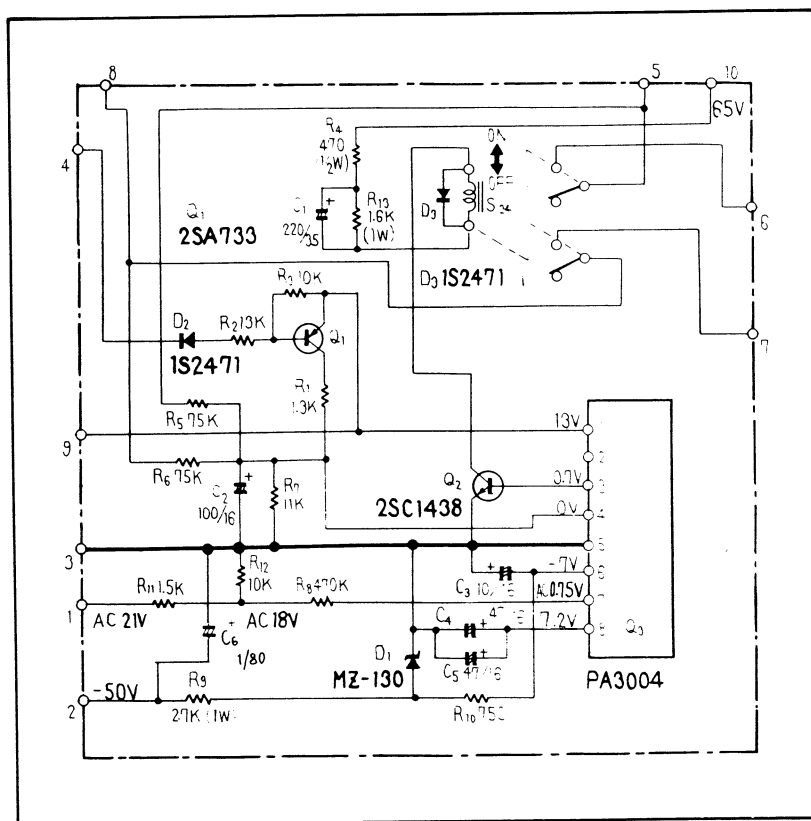 8
5
10
65V
4
R4
470
(½W)
ON
OFF
C1
220/35
R13
1.6K
(1W)
D3
Q1
2SA733
D3 1S2471
6
R3 10K
D2
R2 13K
Q1
1S2471
7
R1
1.3K
R5 75K
13V
9
2
R6 75K
C2
100/16
R7
11K
Q2
0.7V
3
2SC1438
0V
4
3
5
R12
10K
-7V
6
R11 1.5K
R8 470K
C3 10/16
AC 0.75V
7
1
AC 21V
AC 18V
C6
1/80
C4
7.2V
8
D1
C5 47/16
MZ-130
PA3004
R9
-50V
2
2.7K (1W)
R10